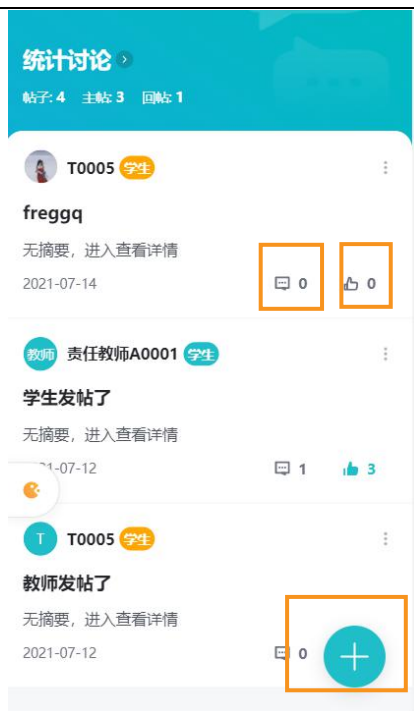 统计讨论
帖子: 4 主帖: 3 回帖: 1
T0005 学生
freggq
无摘要，进入查看详情
2021-07-14 0 0
教师 责任教师A0001 学生
学生发帖了
无摘要，进入查看详情
1-07-12 1 3
T T0005 学生
教师发帖了
无摘要，进入查看详情
2021-07-12 0